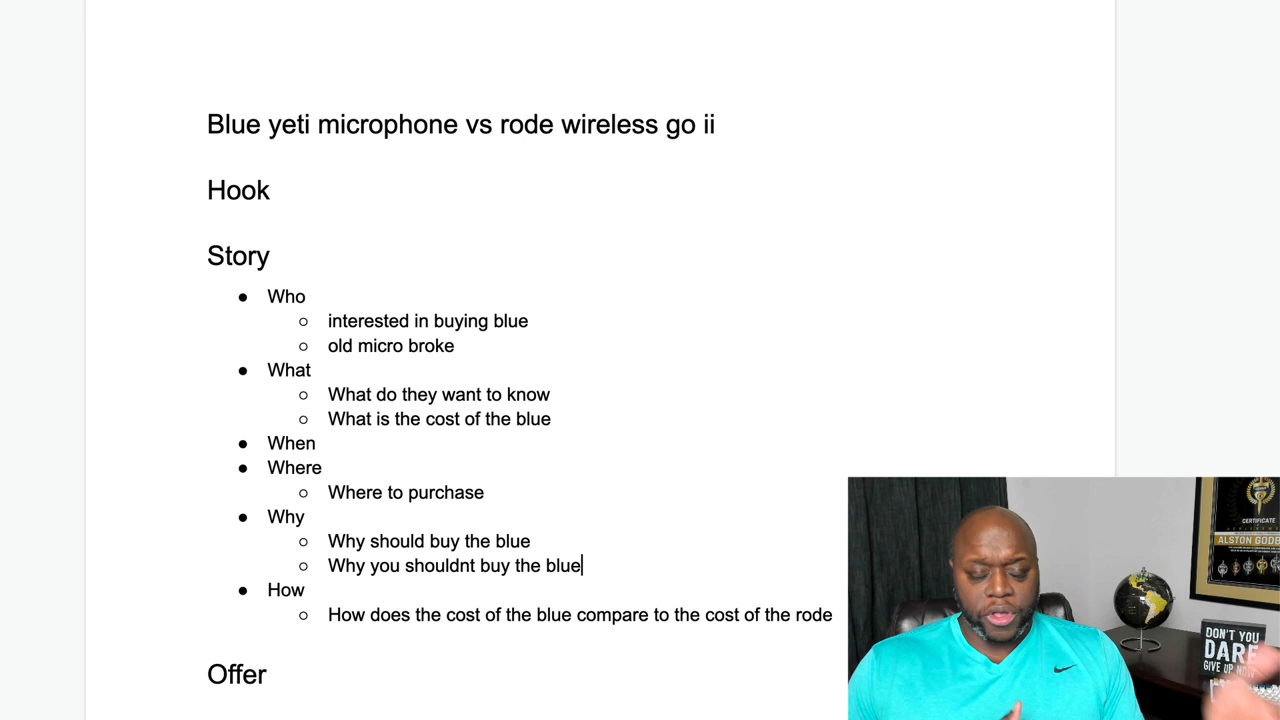 Blue yeti microphone vs rode wireless go ii
Hook
Story
● Who
○ interested in buying blue
○ old micro broke
● What
○ What do they want to know
○ What is the cost of the blue
● When
● Where
○ Where to purchase
● Why
○ Why should buy the blue
○ Why you shouldnt buy the blue
● How
○ How does the cost of the blue compare to the cost of the rode
Offer
CERTIFICATE
ALSTON GODB
DON'T YOU
DARE
GIVE UP